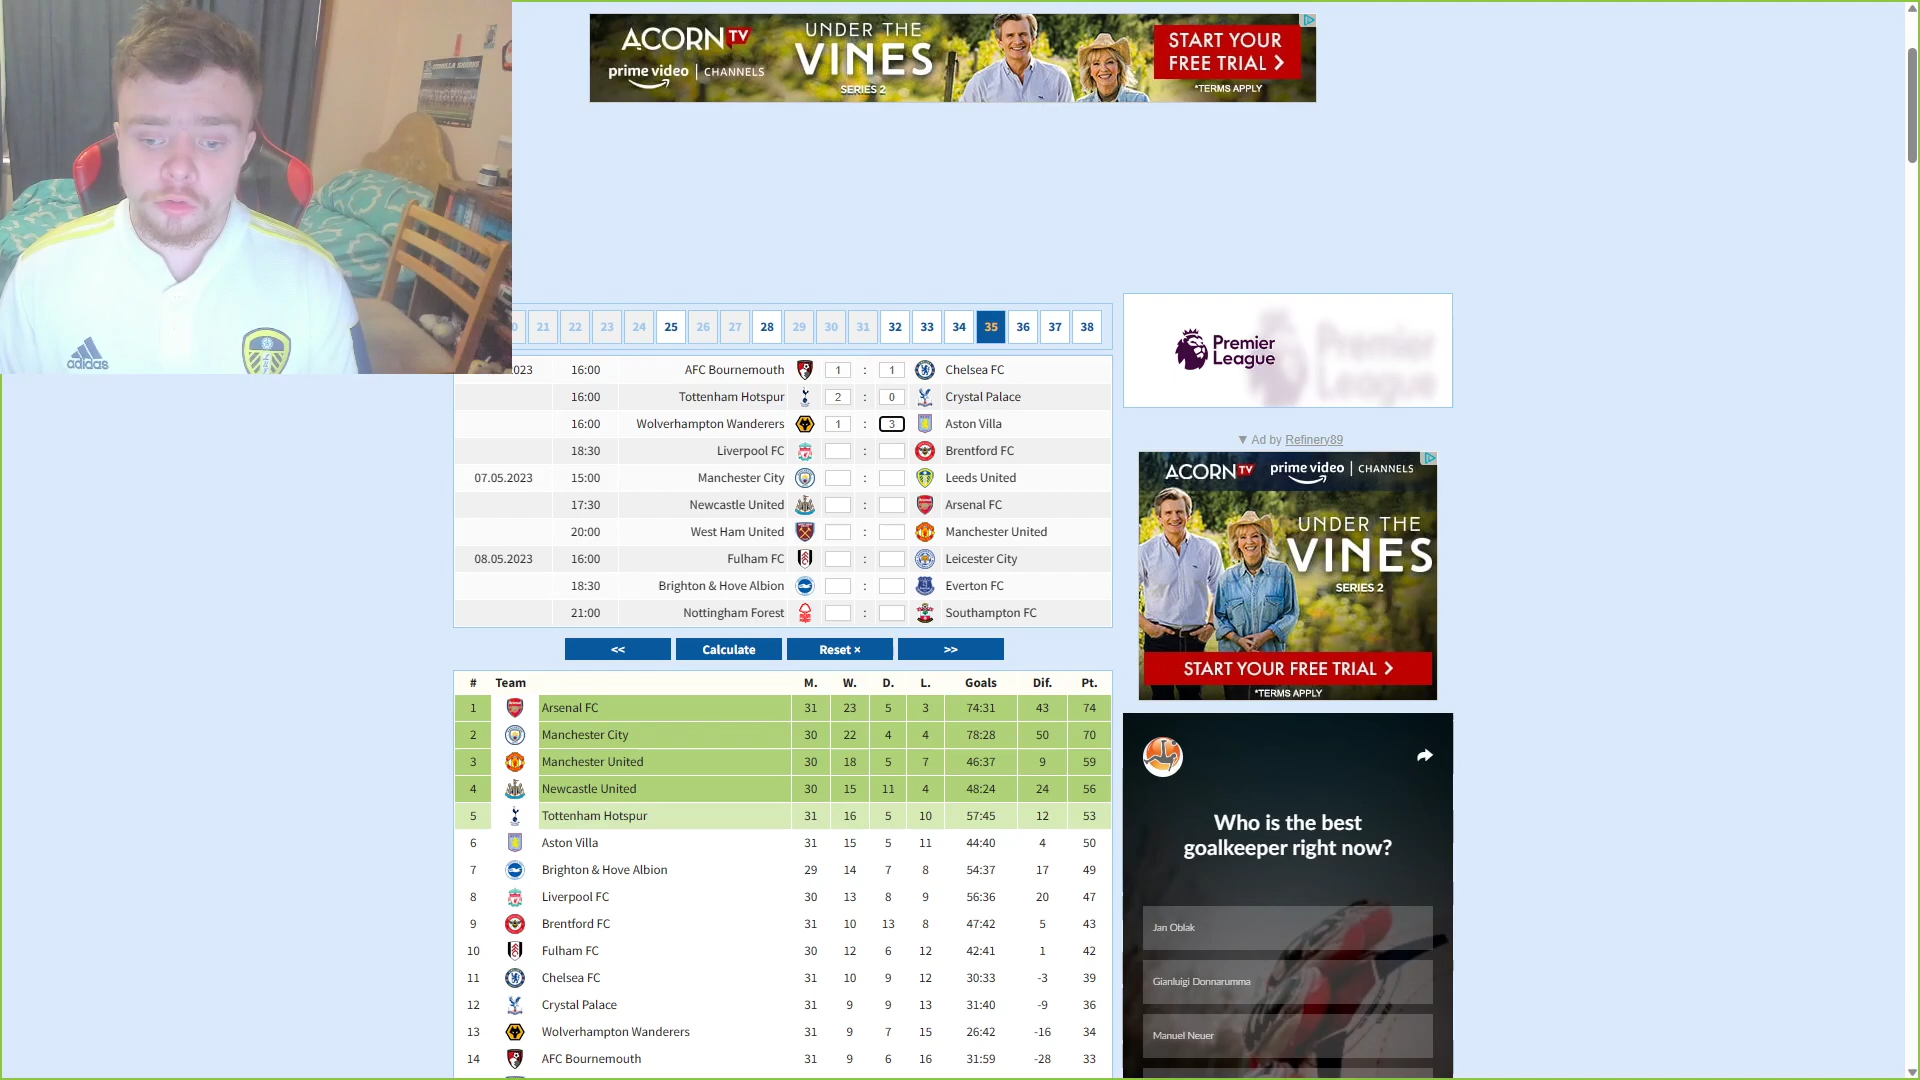 ACORN TV
prime video | CHANNELS
UNDER THE
VINES
SERIES 2
START YOUR
FREE TRIAL >
*TERMS APPLY
adidas
0 21 22 23 24 25 26 27 28 29 30 31 32 33 34 35 36 37 38
023 16:00 AFC Bournemouth 1 : 1 Chelsea FC
16:00 Tottenham Hotspur 2 : 0 Crystal Palace
16:00 Wolverhampton Wanderers 1 : 3 Aston Villa
18:30 Liverpool FC : Brentford FC
07.05.2023 15:00 Manchester City : Leeds United
17:30 Newcastle United : Arsenal FC
20:00 West Ham United : Manchester United
08.05.2023 16:00 Fulham FC : Leicester City
18:30 Brighton & Hove Albion : Everton FC
21:00 Nottingham Forest : Southampton FC
<< Calculate Reset × >>
# Team M. W. D. L. Goals Dif. Pt.
1 Arsenal FC 31 23 5 3 74:31 43 74
2 Manchester City 30 22 4 4 78:28 50 70
3 Manchester United 30 18 5 7 46:37 9 59
4 Newcastle United 30 15 11 4 48:24 24 56
5 Tottenham Hotspur 31 16 5 10 57:45 12 53
6 Aston Villa 31 15 5 11 44:40 4 50
7 Brighton & Hove Albion 29 14 7 8 54:37 17 49
8 Liverpool FC 30 13 8 9 56:36 20 47
9 Brentford FC 31 10 13 8 47:42 5 43
10 Fulham FC 30 12 6 12 42:41 1 42
11 Chelsea FC 31 10 9 12 30:33 -3 39
12 Crystal Palace 31 9 9 13 31:40 -9 36
13 Wolverhampton Wanderers 31 9 7 15 26:42 -16 34
14 AFC Bournemouth 31 9 6 16 31:59 -28 33
Premier
League
Premier
League
▼ Ad by Refinery89
ACORN TV prime video | CHANNELS
UNDER THE
VINES
SERIES 2
START YOUR FREE TRIAL >
*TERMS APPLY
Who is the best
goalkeeper right now?
Jan Oblak
Gianluigi Donnarumma
Manuel Neuer